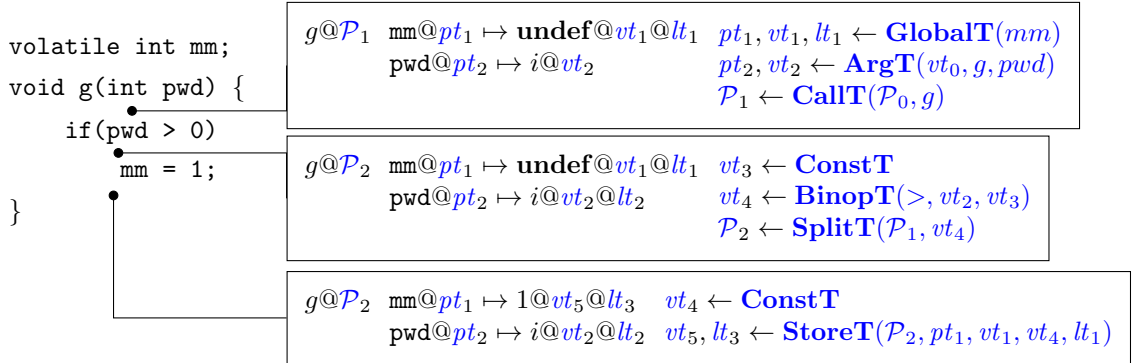 volatile int mm;
void g(int pwd) {
if(pwd > 0)
mm = 1;
}
g@𝒫₁ mm@pt₁ ↦ undef@vt₁@lt₁ pt₁, vt₁, lt₁ ← GlobalT(mm)
pwd@pt₂ ↦ i@vt₂ pt₂, vt₂ ← ArgT(vt₀, g, pwd)
𝒫₁ ← CallT(𝒫₀, g)
g@𝒫₂ mm@pt₁ ↦ undef@vt₁@lt₁ vt₃ ← ConstT
pwd@pt₂ ↦ i@vt₂@lt₂ vt₄ ← BinopT(>, vt₂, vt₃)
𝒫₂ ← SplitT(𝒫₁, vt₄)
g@𝒫₂ mm@pt₁ ↦ 1@vt₅@lt₃ vt₄ ← ConstT
pwd@pt₂ ↦ i@vt₂@lt₂ vt₅, lt₃ ← StoreT(𝒫₂, pt₁, vt₁, vt₄, lt₁)